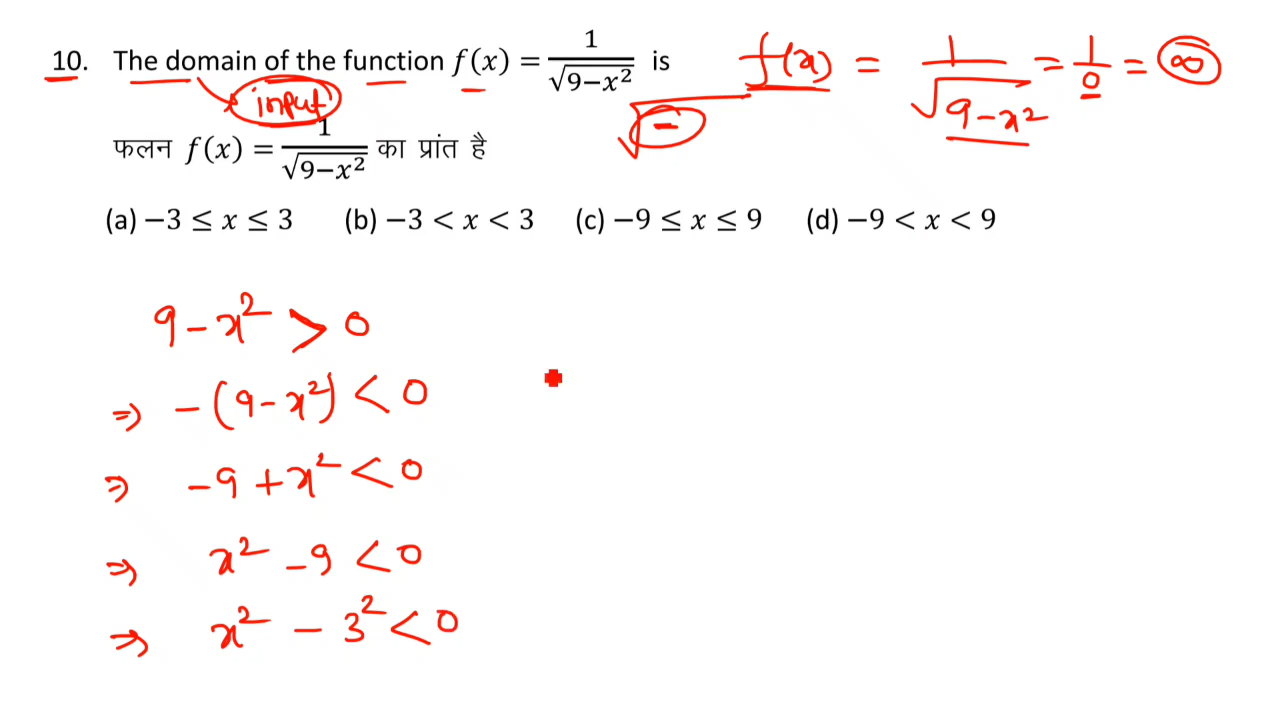 10. The domain of the function f(x) = 1/√9−x² is
f(x) = 1/√9-x² = 1/0 = ∞
input
√-
फलन f(x) = 1/√9−x² का प्रांत है
(a) −3 ≤ x ≤ 3 (b) −3 < x < 3 (c) −9 ≤ x ≤ 9 (d) −9 < x < 9
9-x² > 0
⇒ -(9-x²) < 0
⇒ -9+x² < 0
⇒ x² -9 < 0
⇒ x² - 3² < 0